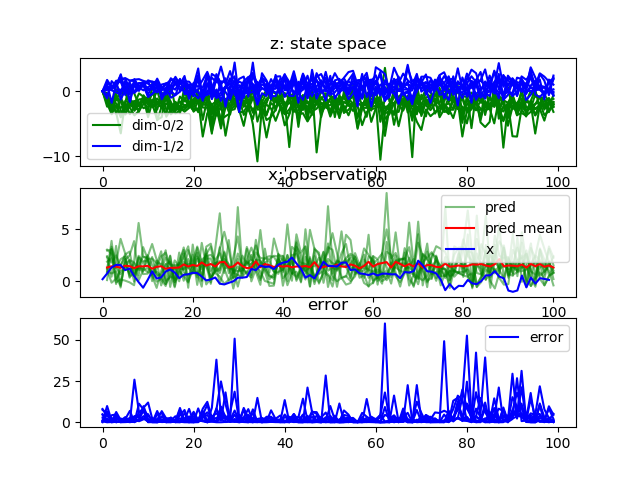 z: state space
0
−10
dim-0/2
dim-1/2
0 20 40 60 80 100
x: observation
5
0
pred
pred_mean
x
0 20 40 60 80 100
error
50
25
0
error
0 20 40 60 80 100